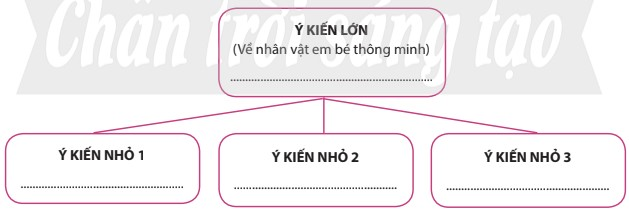 Chân trời sáng tạo
Ý KIẾN LỚN
(Về nhân vật em bé thông minh)
..................................................................
Ý KIẾN NHỎ 1
.....................................................
Ý KIẾN NHỎ 2
.....................................................
Ý KIẾN NHỎ 3
.....................................................